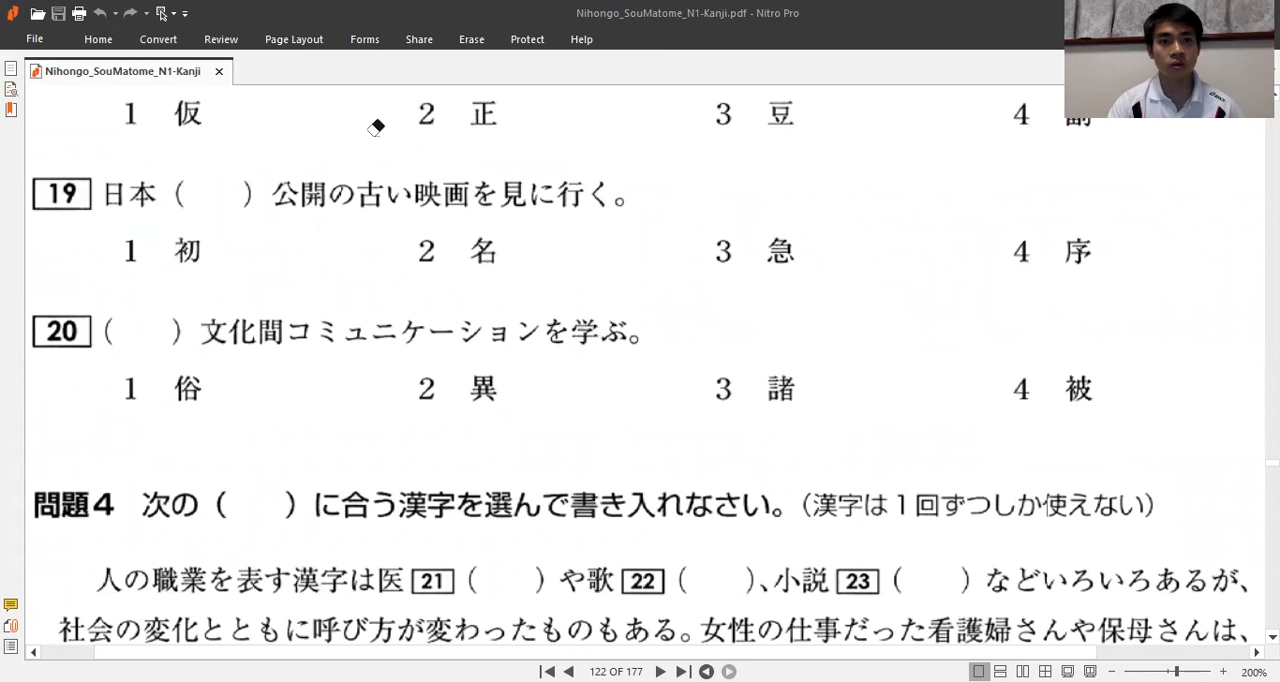 Nihongo_SouMatome_N1-Kanji.pdf - Nitro Pro
File Home Convert Review Page Layout Forms Share Erase Protect Help
Nihongo_SouMatome_N1-Kanji ×
1 仮 2 正 3 豆 4 副
19 日本（ ）公開の古い映画を見に行く。
1 初 2 名 3 急 4 序
20 （ ）文化間コミュニケーションを学ぶ。
1 俗 2 異 3 諸 4 被
問題4 次の（ ）に合う漢字を選んで書き入れなさい。（漢字は1回ずつしか使えない）
人の職業を表す漢字は医 21 （ ）や歌 22 （ ）、小説 23 （ ）などいろいろあるが、
社会の変化とともに呼び方が変わったものもある。女性の仕事だった看護婦さんや保母さんは、
122 OF 177
200%